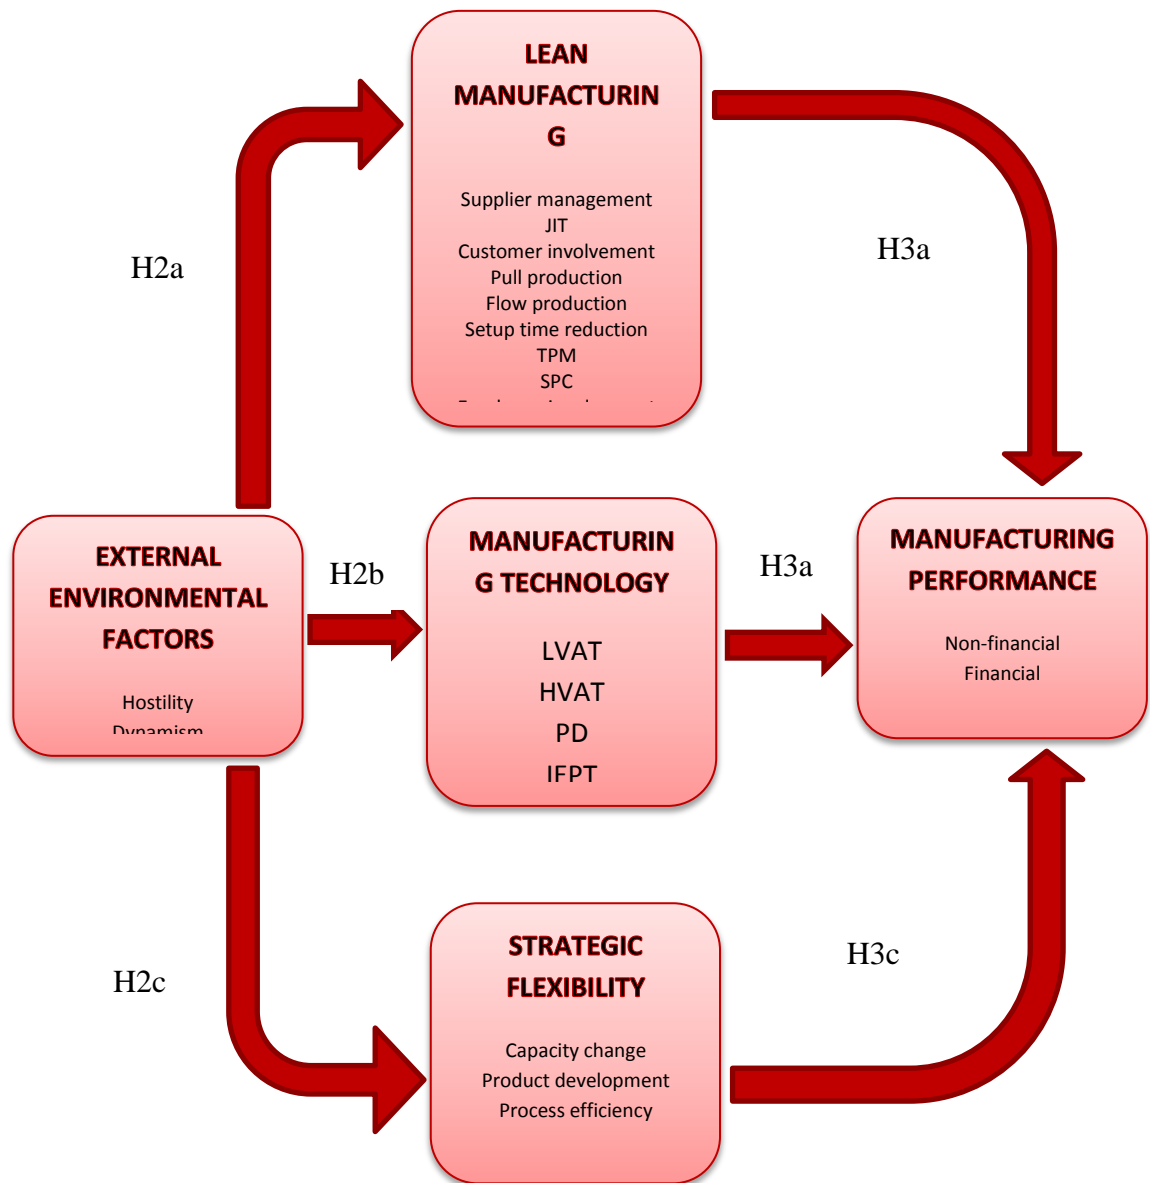 LEAN
MANUFACTURIN
G
Supplier management
JIT
Customer involvement
Pull production
Flow production
Setup time reduction
TPM
SPC
H2a
H3a
EXTERNAL
ENVIRONMENTAL
FACTORS
Hostility
Dynamism
H2b
MANUFACTURIN
G TECHNOLOGY
LVAT
HVAT
PD
IFPT
H3a
MANUFACTURING
PERFORMANCE
Non-financial
Financial
H2c
STRATEGIC
FLEXIBILITY
Capacity change
Product development
Process efficiency
H3c